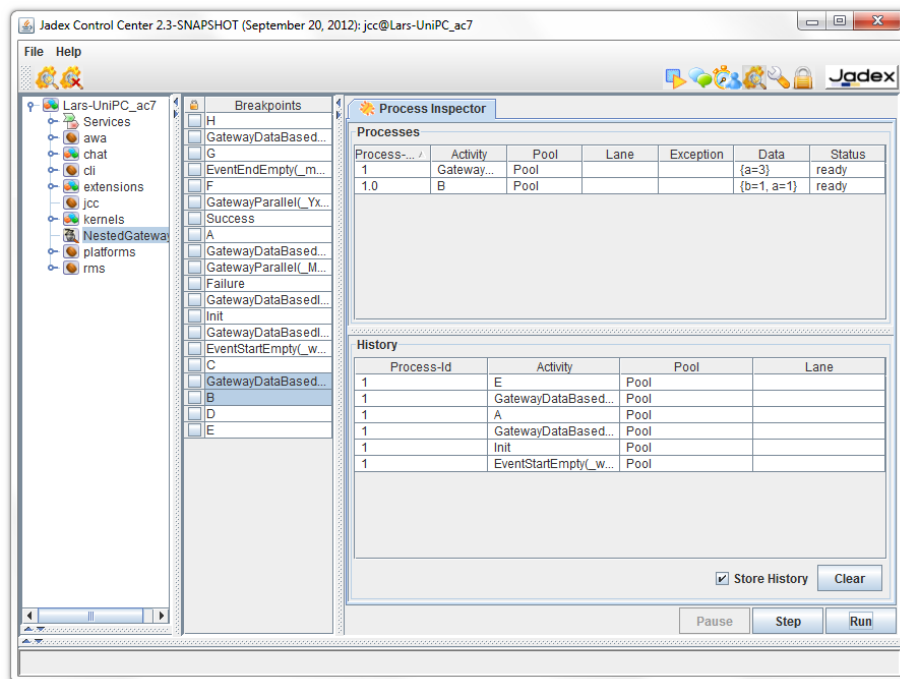 Jadex Control Center 2.3-SNAPSHOT (September 20, 2012): jcc@Lars-UniPC_ac7
File Help
Jadex
Lars-UniPC_ac7
Services
awa
chat
cli
extensions
jcc
kernels
NestedGateway
platforms
rms
Breakpoints
H
GatewayDataBased...
G
EventEndEmpty(_m...
F
GatewayParallel(_Yx...
Success
A
GatewayDataBased...
GatewayParallel(_M...
Failure
GatewayDataBasedI...
Init
GatewayDataBasedI...
EventStartEmpty(_w...
C
GatewayDataBased...
B
D
E
Process Inspector
Processes
Process-... Activity Pool Lane Exception Data Status
1 Gateway... Pool {a=3} ready
1.0 B Pool {b=1, a=1} ready
History
Process-Id Activity Pool Lane
1 E Pool
1 GatewayDataBased... Pool
1 A Pool
1 GatewayDataBased... Pool
1 Init Pool
1 EventStartEmpty(_w... Pool
Store History Clear
Pause Step Run